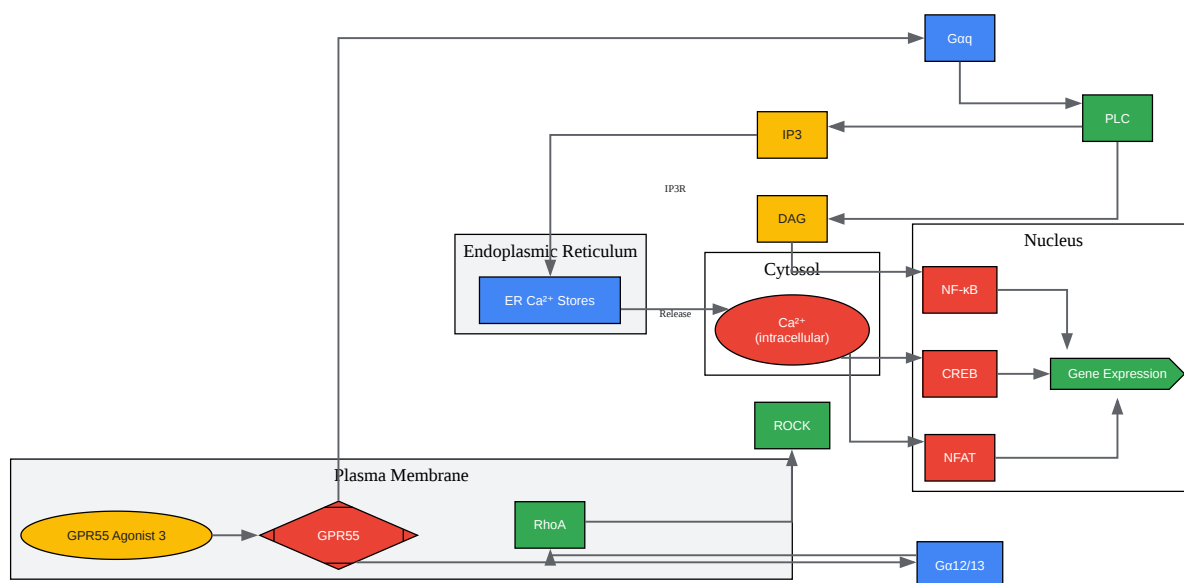 Gαq
PLC
IP3
IP3R
DAG
Endoplasmic Reticulum
Nucleus
Cytosol
NF-κB
ER Ca²⁺ Stores
Release
Ca²⁺
(intracellular)
CREB
Gene Expression
ROCK
NFAT
Plasma Membrane
GPR55 Agonist 3
GPR55
RhoA
Gα12/13